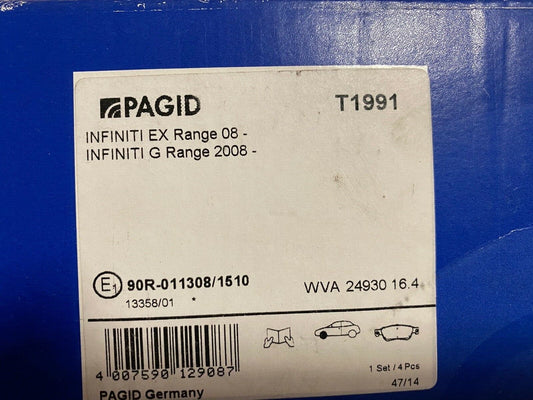 PAGID T1991
INFINITI EX Range 08 -
INFINITI G Range 2008 -
E1 90R-011308/1510 WVA 24930 16.4
13358/01 *
4 007590 129087
1 Set / 4 Pcs
PAGID Germany 47/14